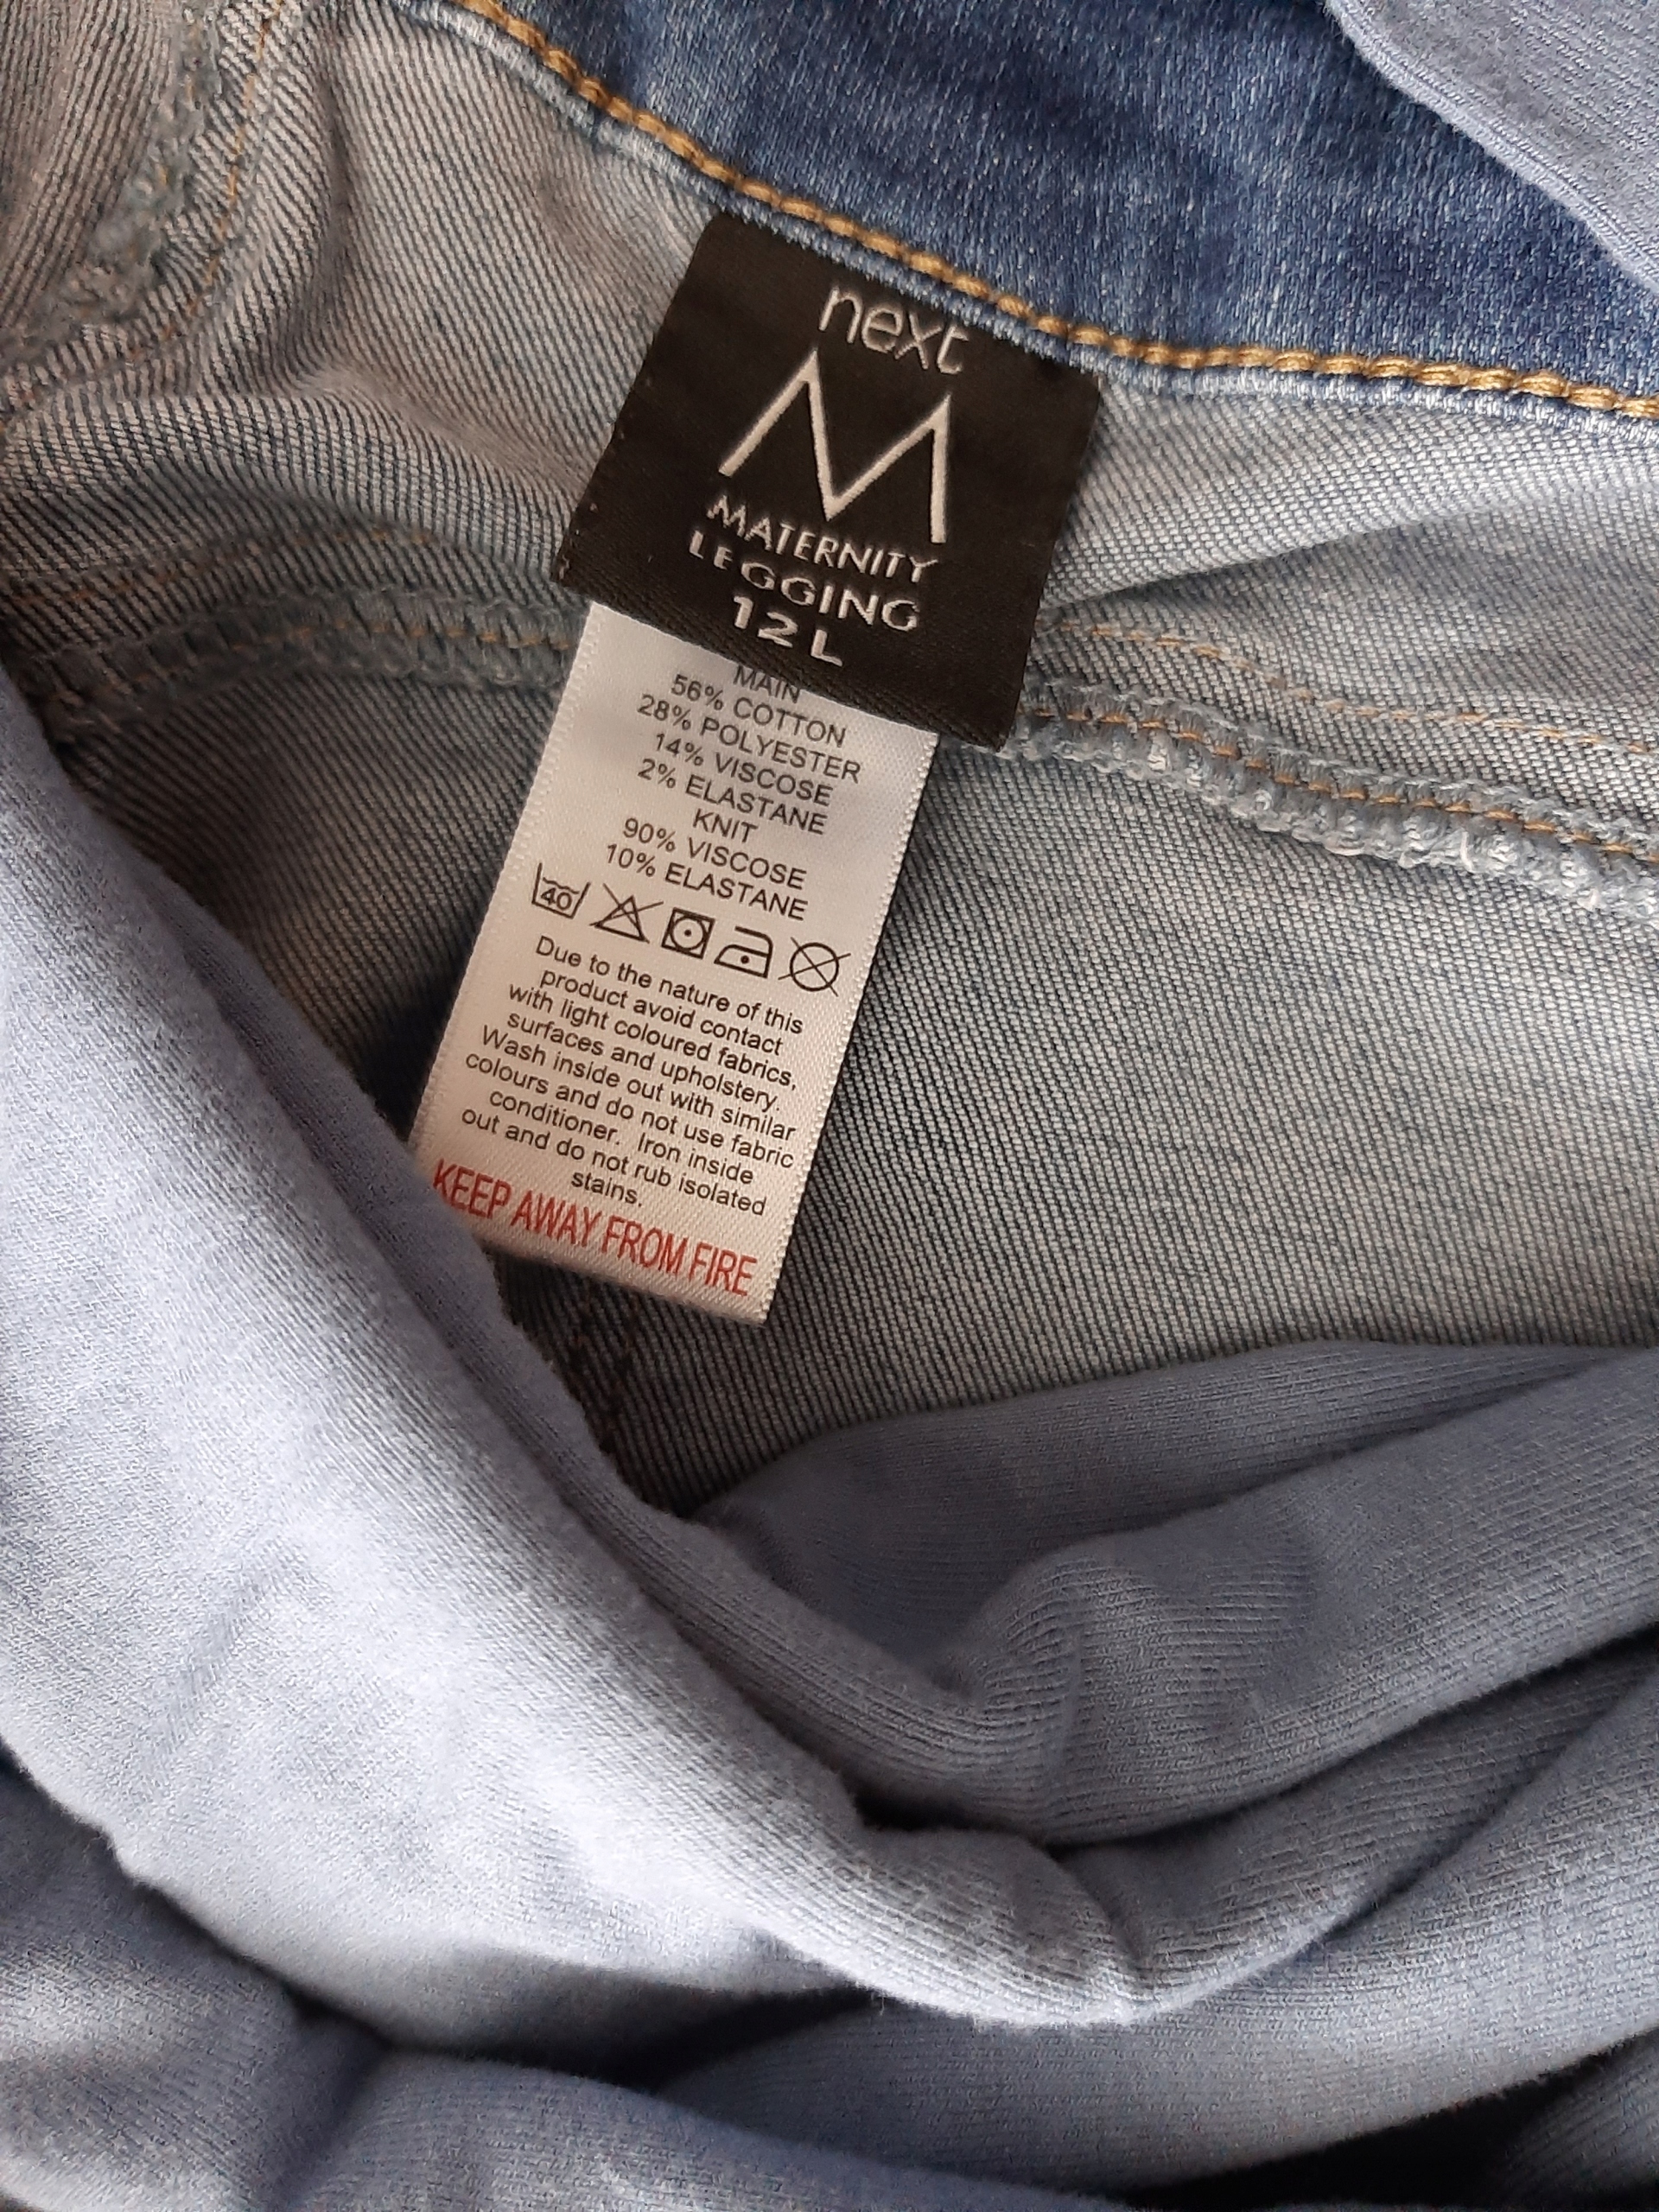 next
M
MATERNITY
LEGGING
12 L
MAIN
56% COTTON
28% POLYESTER
14% VISCOSE
2% ELASTANE
KNIT
90% VISCOSE
10% ELASTANE
40
Due to the nature of this
product avoid contact
with light coloured fabrics,
surfaces and upholstery.
Wash inside out with similar
colours and do not use fabric
conditioner. Iron inside
out and do not rub isolated
stains.
KEEP AWAY FROM FIRE